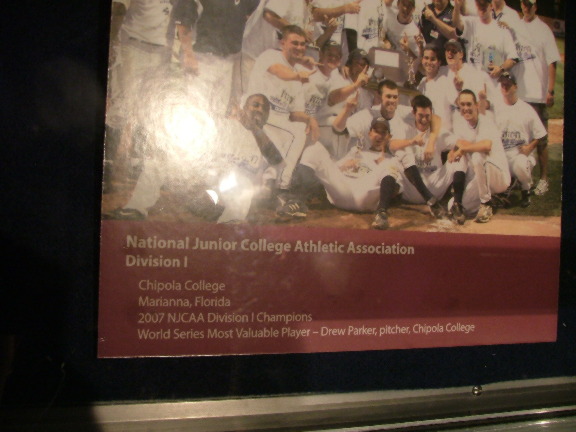 National Junior College Athletic Association
Division I
Chipola College
Marianna, Florida
2007 NJCAA Division I Champions
World Series Most Valuable Player – Drew Parker, pitcher, Chipola College